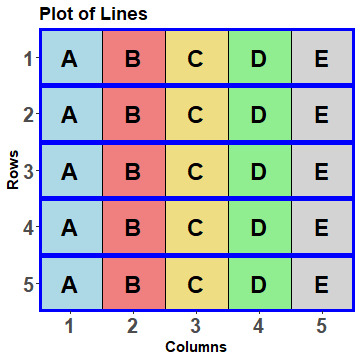 Plot of Lines
1 A B C D E
2 A B C D E
3 A B C D E
4 A B C D E
5 A B C D E
1 2 3 4 5
Rows
Columns